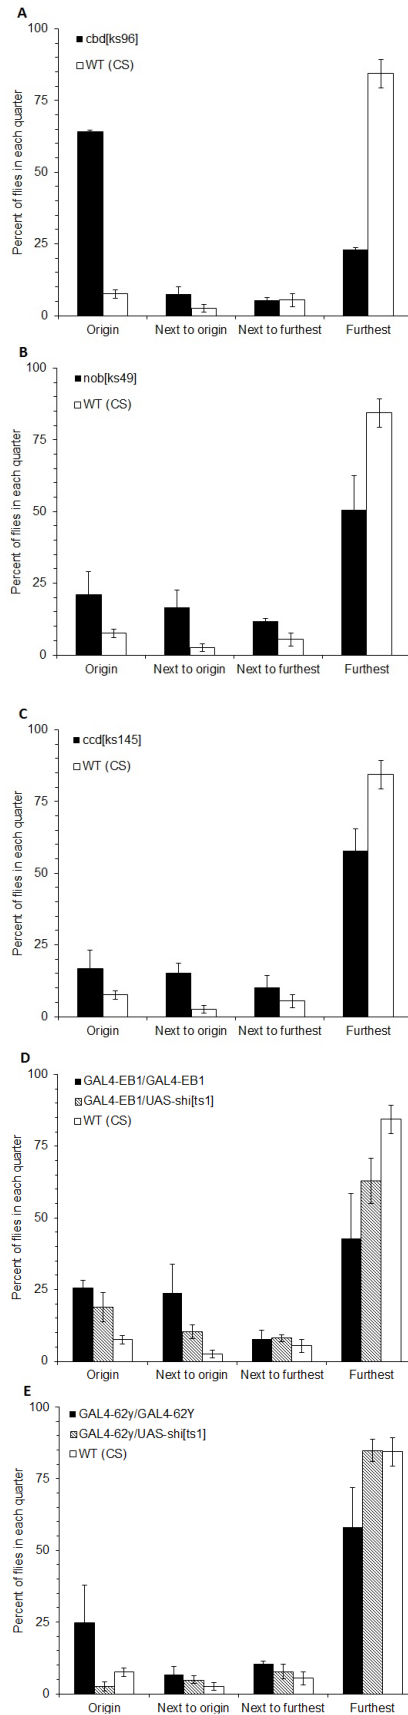 A
100
75
50
25
0
Percent of flies in each quarter
cbd[ks96]
WT (CS)
Origin Next to origin Next to furthest Furthest
B
100
75
50
25
0
Percent of flies in each quarter
nob[ks49]
WT (CS)
Origin Next to origin Next to furthest Furthest
C
100
75
50
25
0
Percent of flies in each quarter
ccd[ks145]
WT (CS)
Origin Next to origin Next to furthest Furthest
D
100
75
50
25
0
Percent of flies in each quarter
GAL4-EB1/GAL4-EB1
GAL4-EB1/UAS-shi[ts1]
WT (CS)
Origin Next to origin Next to furthest Furthest
E
100
75
50
25
0
Percent of flies in each quarter
GAL4-62y/GAL4-62Y
GAL4-62y/UAS-shi[ts1]
WT (CS)
Origin Next to origin Next to furthest Furthest